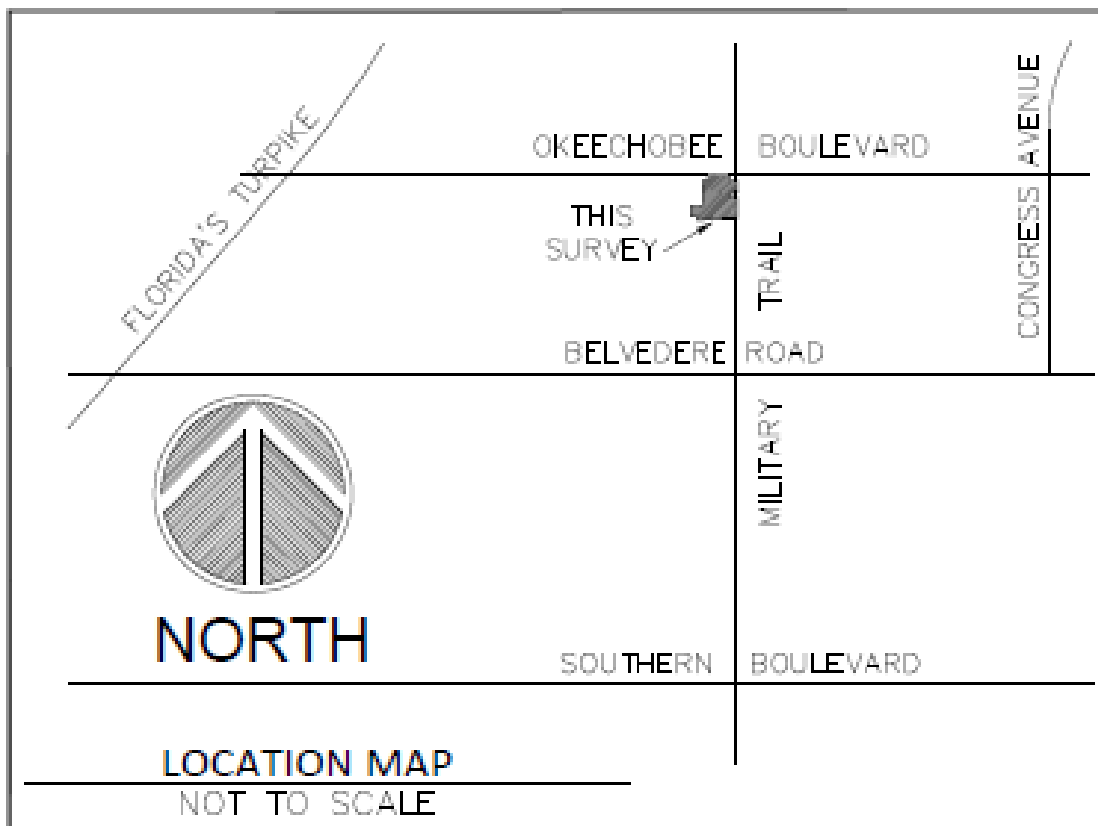 OKEECHOBEE BOULEVARD
CONGRESS AVENUE
FLORIDA'S TURPIKE
THIS
SURVEY
TRAIL
BELVEDERE ROAD
MILITARY
NORTH
SOUTHERN BOULEVARD
LOCATION MAP
NOT TO SCALE